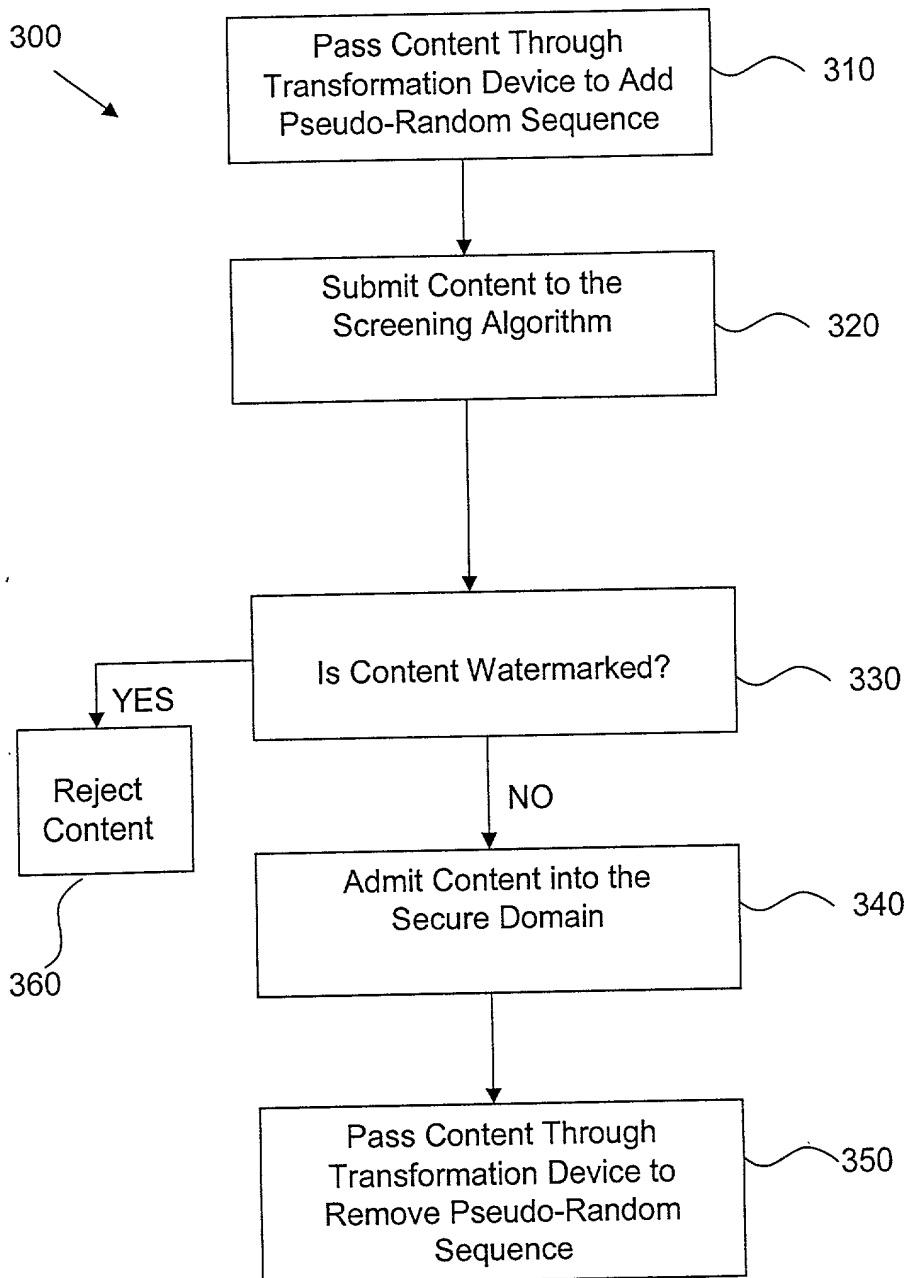 300
Pass Content Through
Transformation Device to Add
Pseudo-Random Sequence
310
Submit Content to the
Screening Algorithm
320
Is Content Watermarked?
330
YES
Reject
Content
360
NO
Admit Content into the
Secure Domain
340
Pass Content Through
Transformation Device to
Remove Pseudo-Random
Sequence
350